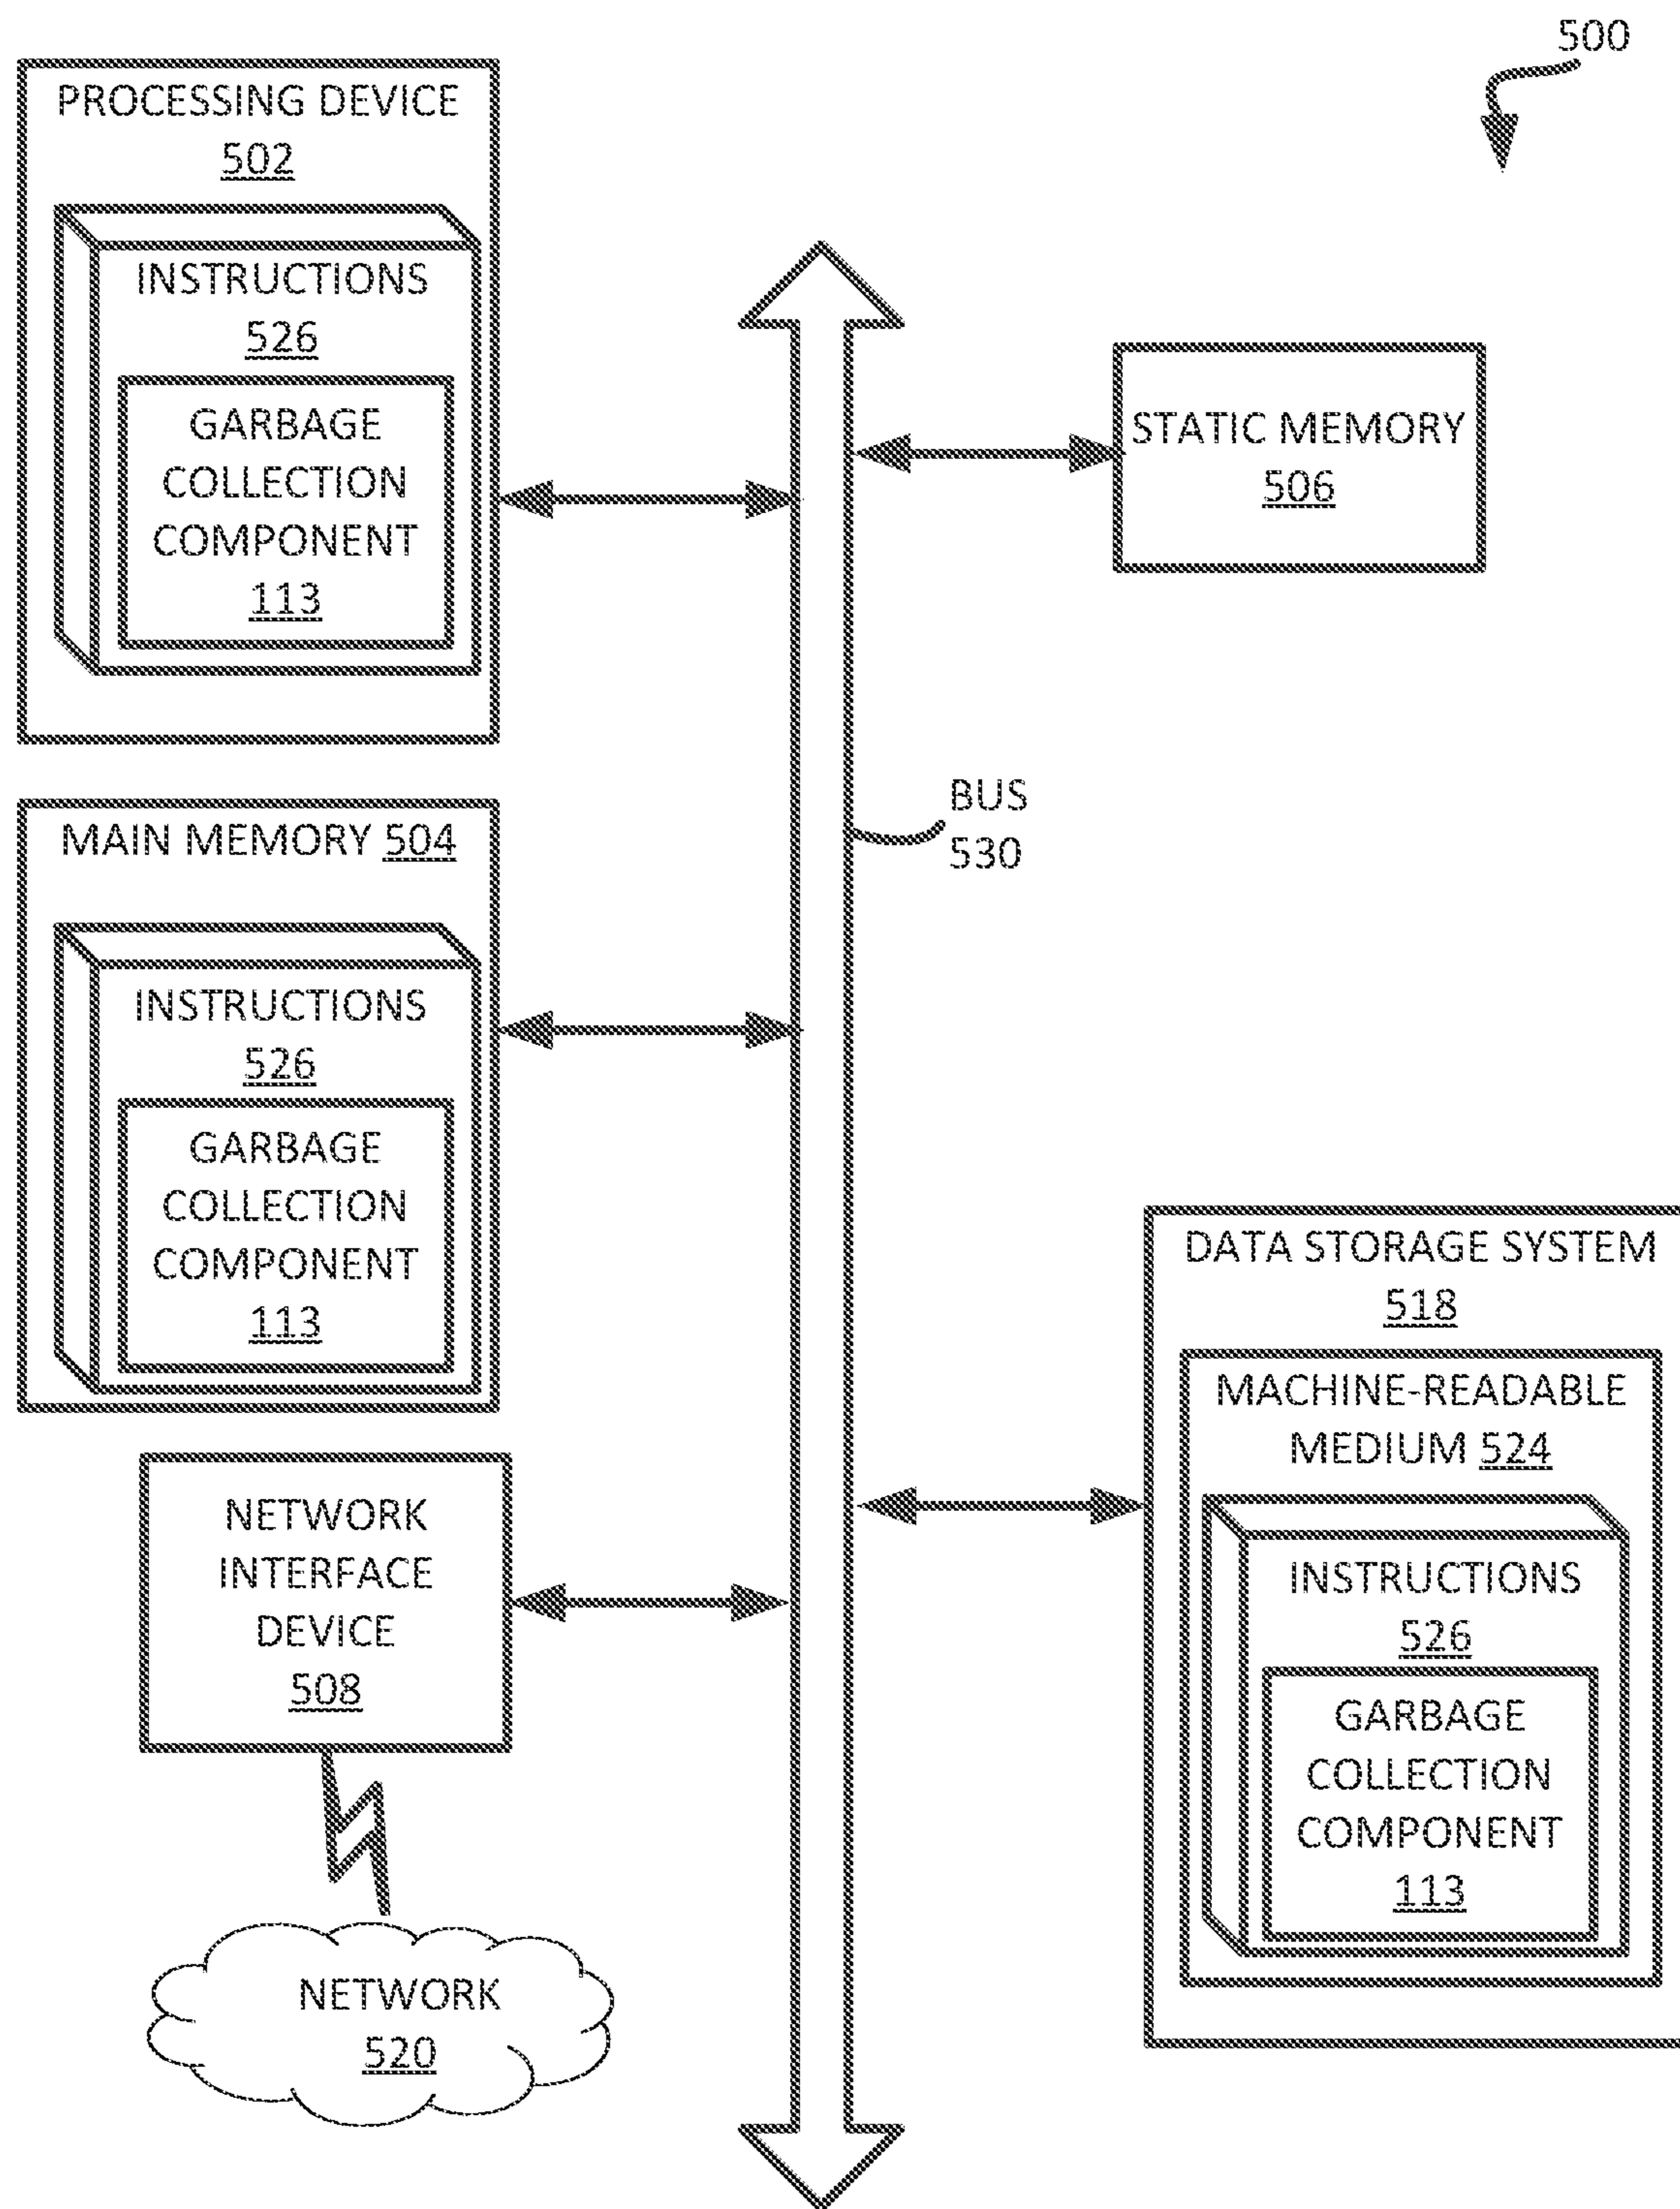 500
PROCESSING DEVICE
502
INSTRUCTIONS
526
GARBAGE
COLLECTION
COMPONENT
113
STATIC MEMORY
506
BUS
530
MAIN MEMORY 504
INSTRUCTIONS
526
GARBAGE
COLLECTION
COMPONENT
113
DATA STORAGE SYSTEM
518
MACHINE-READABLE
MEDIUM 524
INSTRUCTIONS
526
GARBAGE
COLLECTION
COMPONENT
113
NETWORK
INTERFACE
DEVICE
508
NETWORK
520